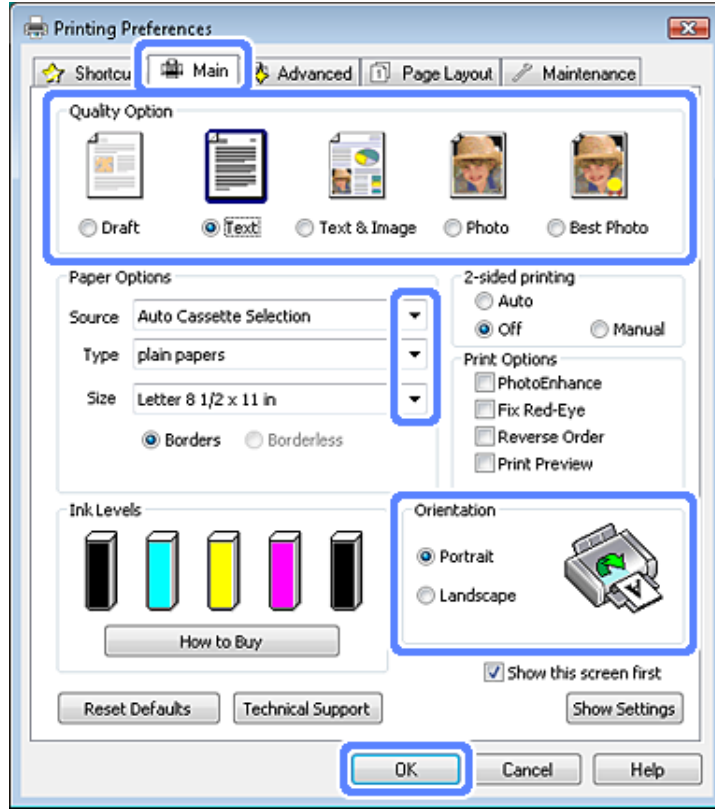 Printing Preferences
Shortcu Main Advanced Page Layout Maintenance
Quality Option
Draft Text Text & Image Photo Best Photo
Paper Options
Source Auto Cassette Selection
Type plain papers
Size Letter 8 1/2 x 11 in
Borders Borderless
2-sided printing
Auto
Off Manual
Print Options
PhotoEnhance
Fix Red-Eye
Reverse Order
Print Preview
Ink Levels
How to Buy
Orientation
Portrait
Landscape
A
Show this screen first
Reset Defaults Technical Support Show Settings
OK Cancel Help